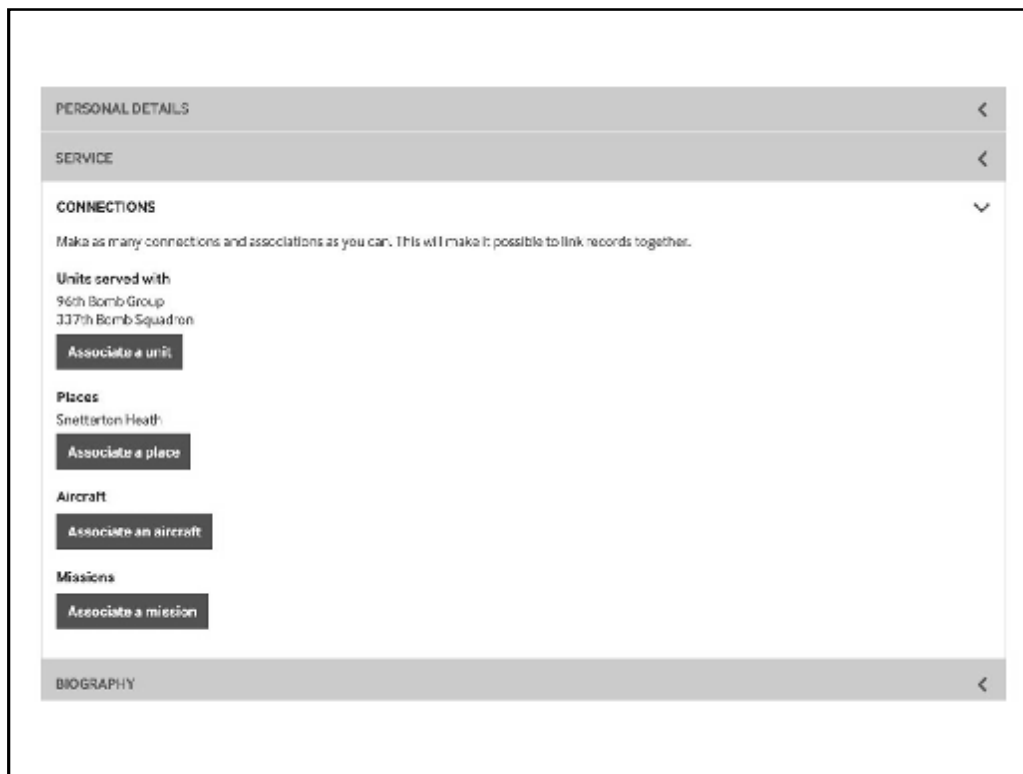 PERSONAL DETAILS
SERVICE
CONNECTIONS
Make as many connections and associations as you can. This will make it possible to link records together.
Units served with
96th Bomb Group
337th Bomb Squadron
Associate a unit
Places
Snetterton Heath
Associate a place
Aircraft
Associate an aircraft
Missions
Associate a mission
BIOGRAPHY